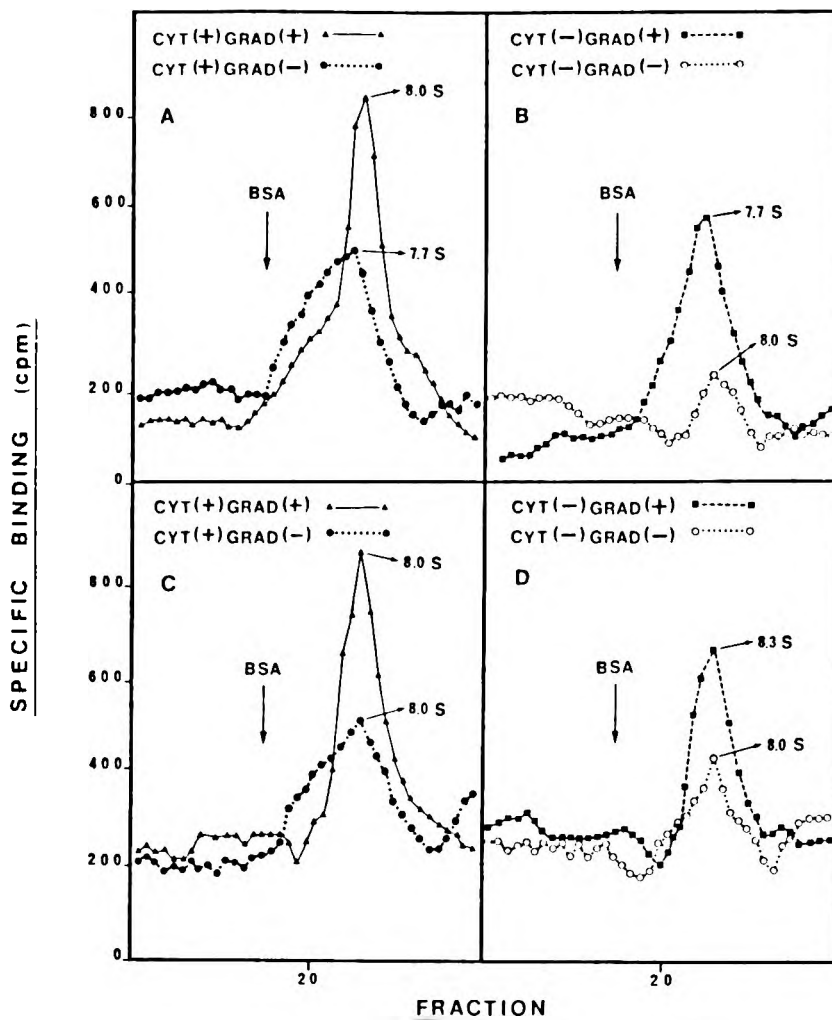 SPECIFIC BINDING (cpm)
800
600
400
200
0
CYT(+)GRAD(+)
CYT(+)GRAD(-)
A
BSA
8.0 S
7.7 S
CYT(-)GRAD(+)
CYT(-)GRAD(-)
B
BSA
7.7 S
8.0 S
800
600
400
200
0
CYT(+)GRAD(+)
CYT(+)GRAD(-)
C
BSA
8.0 S
8.0 S
20
CYT(-)GRAD(+)
CYT(-)GRAD(-)
D
BSA
8.3 S
8.0 S
20
FRACTION